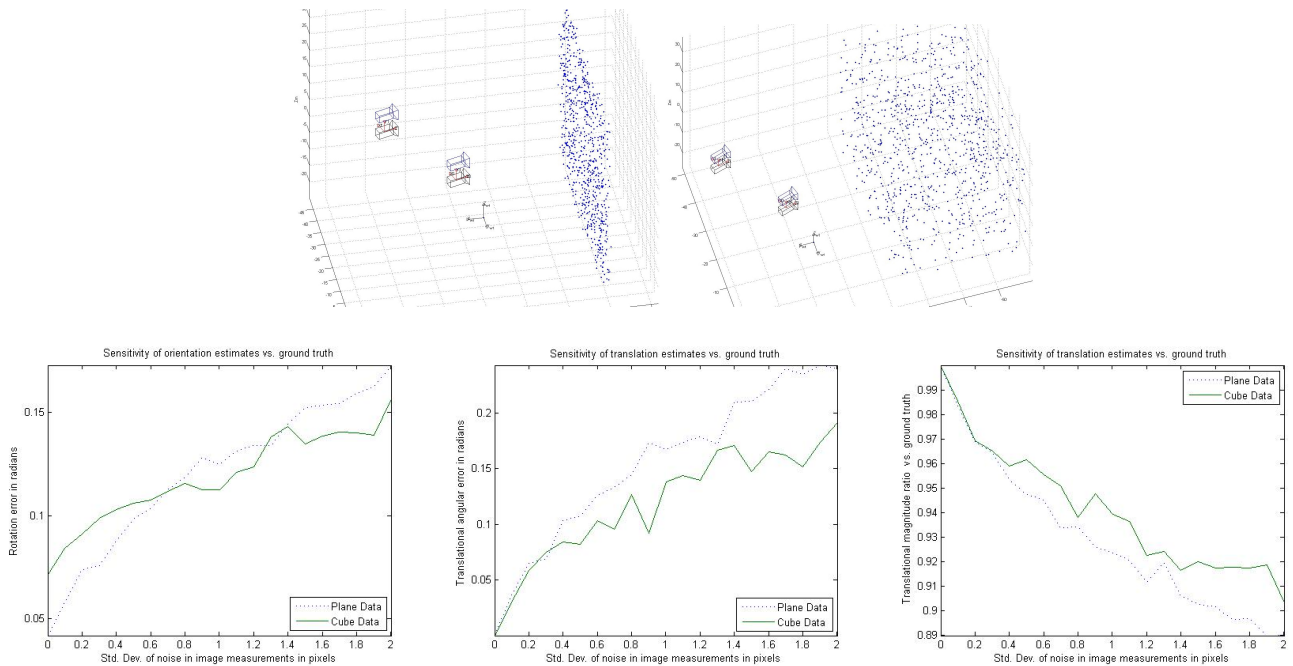 Sensitivity of orientation estimates vs. ground truth
Rotation error in radians
0.15
0.1
0.05
Plane Data
Cube Data
0 0.2 0.4 0.6 0.8 1 1.2 1.4 1.6 1.8 2
Std. Dev. of noise in image measurements in pixels
Sensitivity of translation estimates vs. ground truth
Translational angular error in radians
0.2
0.15
0.1
0.05
Plane Data
Cube Data
0 0.2 0.4 0.6 0.8 1 1.2 1.4 1.6 1.8 2
Std. Dev. of noise in image measurements in pixels
Sensitivity of translation estimates vs. ground truth
Translational magnitude ratio vs. ground truth
Plane Data
Cube Data
0.99
0.98
0.97
0.96
0.95
0.94
0.93
0.92
0.91
0.9
0.89
0 0.2 0.4 0.6 0.8 1 1.2 1.4 1.6 1.8 2
Std. Dev. of noise in image measurements in pixels